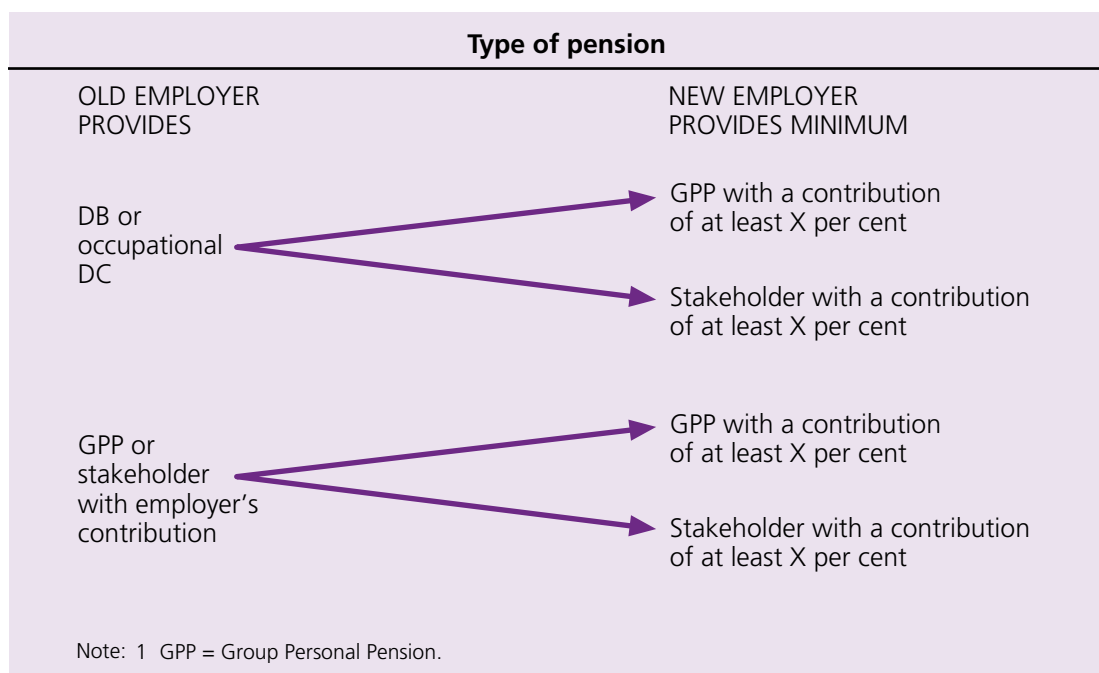 Type of pension
OLD EMPLOYER
PROVIDES
NEW EMPLOYER
PROVIDES MINIMUM
DB or
occupational
DC
GPP with a contribution
of at least X per cent
Stakeholder with a contribution
of at least X per cent
GPP or
stakeholder
with employer's
contribution
GPP with a contribution
of at least X per cent
Stakeholder with a contribution
of at least X per cent
Note: 1 GPP = Group Personal Pension.